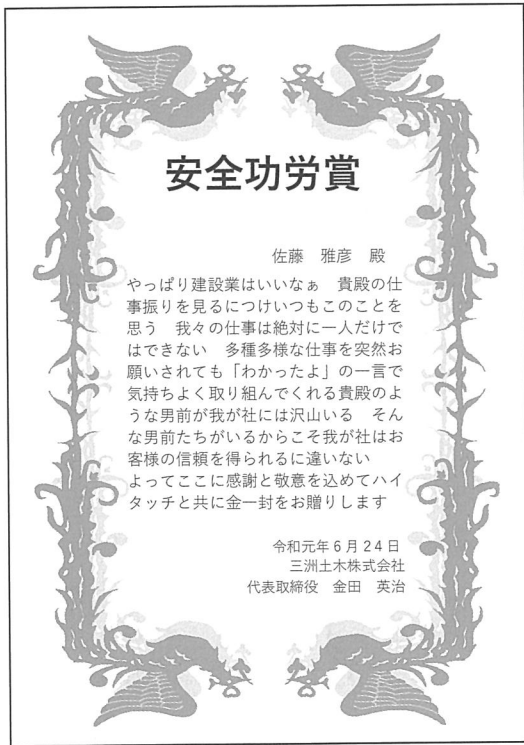 安全功労賞
佐藤　雅彦　殿
やっぱり建設業はいいなぁ　貴殿の仕
事振りを見るにつけいつもこのことを
思う　我々の仕事は絶対に一人だけで
はできない　多種多様な仕事を突然お
願いされても「わかったよ」の一言で
気持ちよく取り組んでくれる貴殿のよ
うな男前が我が社には沢山いる　そん
な男前たちがいるからこそ我が社はお
客様の信頼を得られるに違いない
よってここに感謝と敬意を込めてハイ
タッチと共に金一封をお贈りします
令和元年６月２４日
三洲土木株式会社
代表取締役　金田　英治